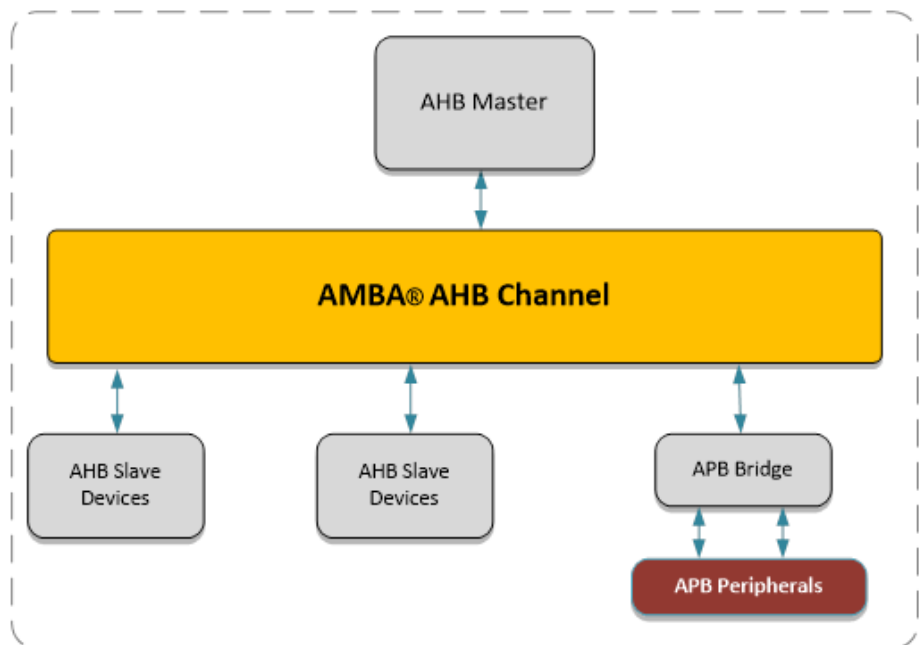 AHB Master
AMBA® AHB Channel
AHB Slave
Devices
AHB Slave
Devices
APB Bridge
APB Peripherals